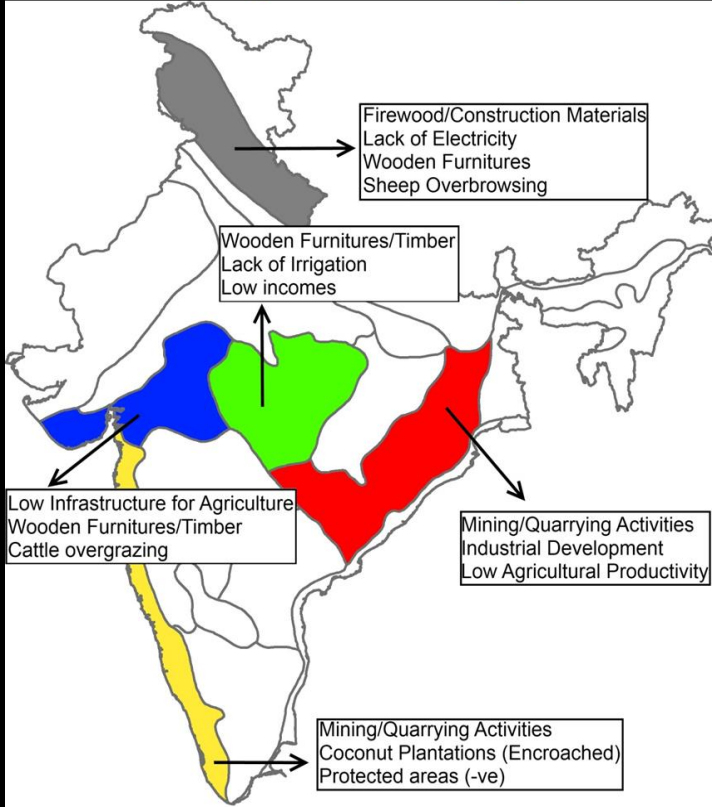 Firewood/Construction Materials
Lack of Electricity
Wooden Furnitures
Sheep Overbrowsing
Wooden Furnitures/Timber
Lack of Irrigation
Low incomes
Low Infrastructure for Agriculture
Wooden Furnitures/Timber
Cattle overgrazing
Mining/Quarrying Activities
Industrial Development
Low Agricultural Productivity
Mining/Quarrying Activities
Coconut Plantations (Encroached)
Protected areas (-ve)